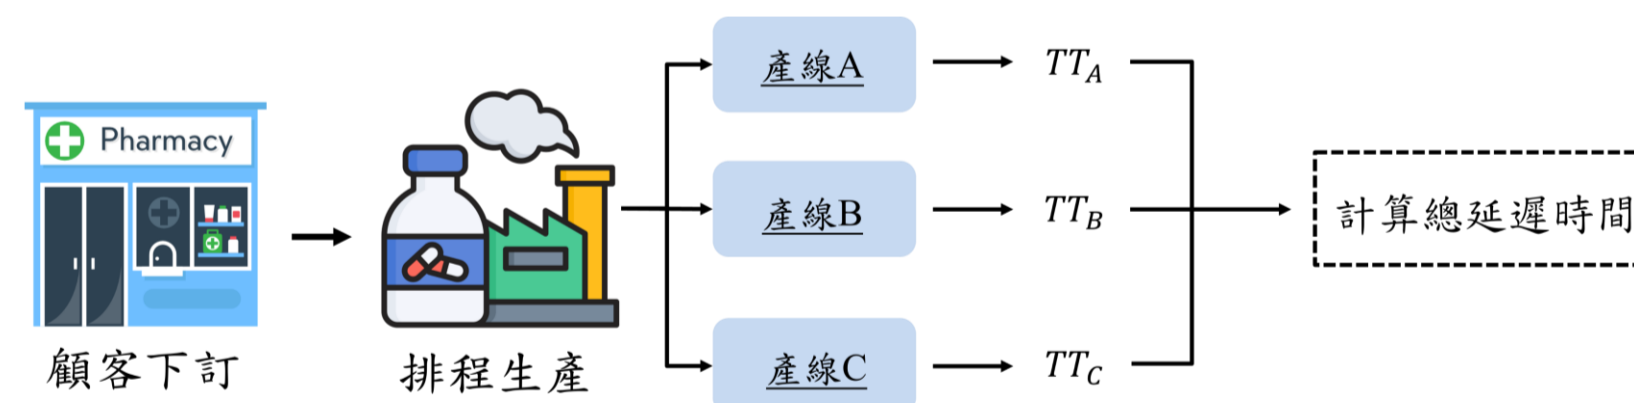 Pharmacy
顧客下訂
排程生產
產線A
TT_A
產線B
TT_B
產線C
TT_C
計算總延遲時間